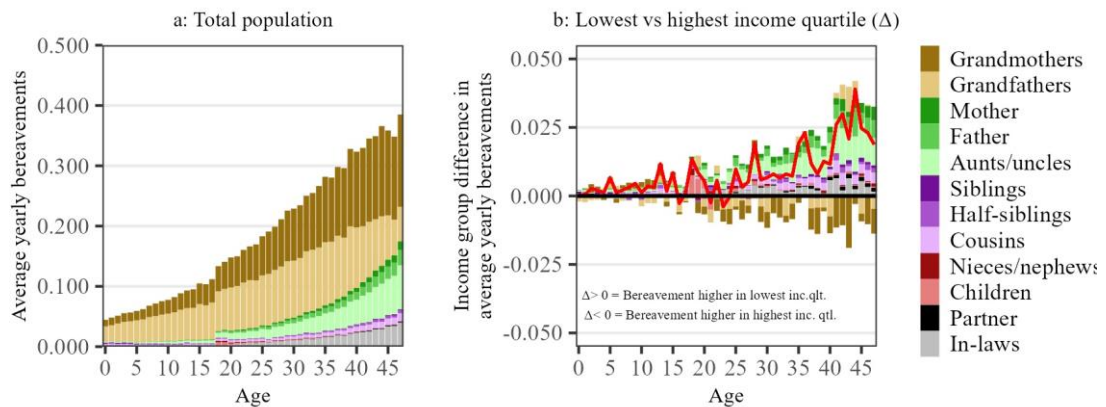 a: Total population
Average yearly bereavements
0.500
0.400
0.300
0.200
0.100
0.000
0 5 10 15 20 25 30 35 40 45
Age
b: Lowest vs highest income quartile (Δ)
Income group difference in
average yearly bereavements
0.050
0.025
0.000
-0.025
-0.050
Δ> 0 = Bereavement higher in lowest inc.qlt.
Δ< 0 = Bereavement higher in highest inc. qtl.
0 5 10 15 20 25 30 35 40 45
Age
Grandmothers
Grandfathers
Mother
Father
Aunts/uncles
Siblings
Half-siblings
Cousins
Nieces/nephews
Children
Partner
In-laws